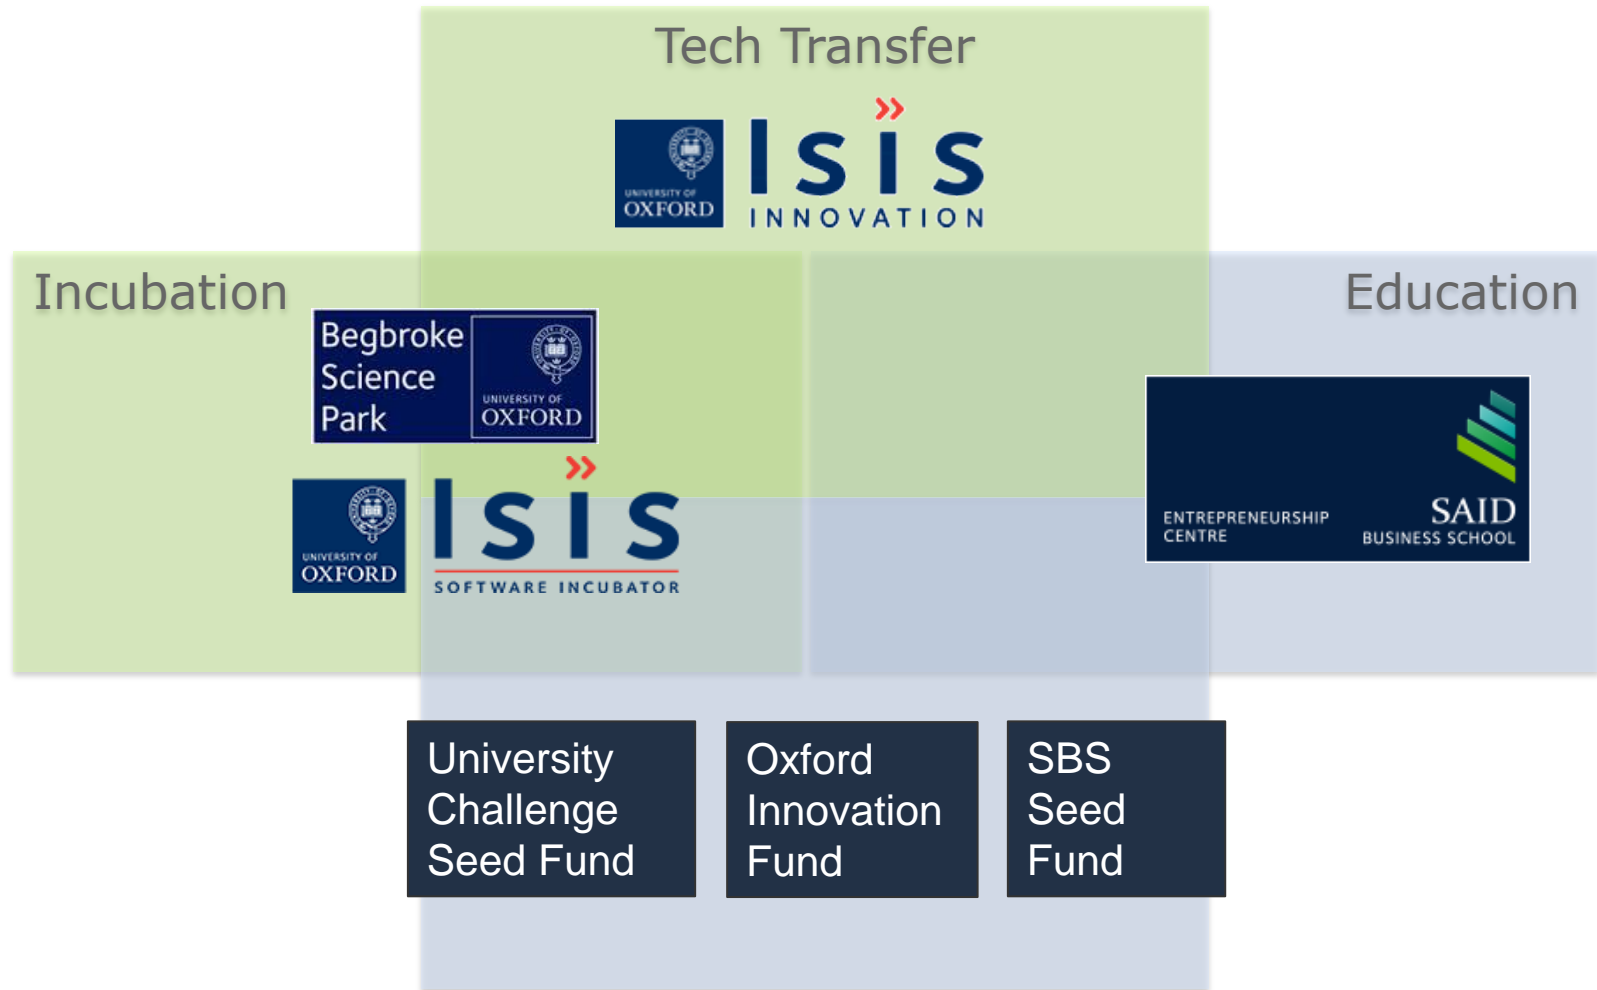 Tech Transfer
UNIVERSITY OF
OXFORD
Isis
INNOVATION
Incubation
Education
Begbroke
Science
Park
UNIVERSITY OF
OXFORD
UNIVERSITY OF
OXFORD
Isis
SOFTWARE INCUBATOR
ENTREPRENEURSHIP
CENTRE
SAID
BUSINESS SCHOOL
University
Challenge
Seed Fund
Oxford
Innovation
Fund
SBS
Seed
Fund